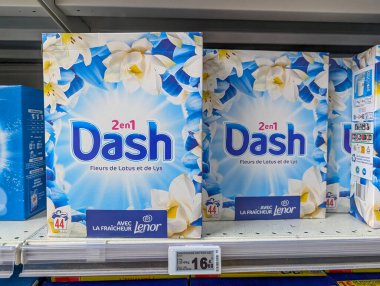 2en1
Dash
Fleurs de Lotus et de Lys
44
AVEC
LA FRAÎCHEUR Lenor
2en1
Dash
Fleurs de Lotus et de Lys
44
AVEC
LA FRAÎCHEUR Lenor
16